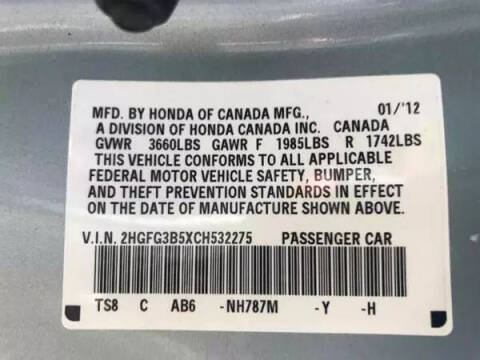 MFD. BY HONDA OF CANADA MFG., 01/'12
A DIVISION OF HONDA CANADA INC. CANADA
GVWR 3660LBS GAWR F 1985LBS R 1742LBS
THIS VEHICLE CONFORMS TO ALL APPLICABLE
FEDERAL MOTOR VEHICLE SAFETY, BUMPER,
AND THEFT PREVENTION STANDARDS IN EFFECT
ON THE DATE OF MANUFACTURE SHOWN ABOVE.
V.I.N. 2HGFG3B5XCH532275 PASSENGER CAR
TS8 C AB6 -NH787M -Y -H